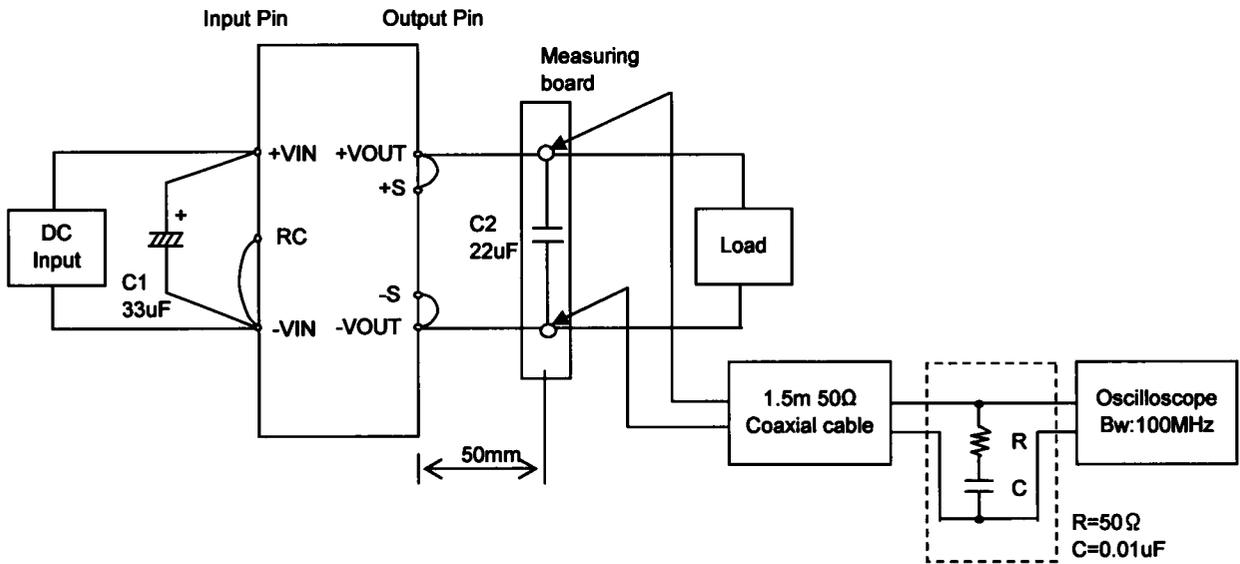 Input Pin
Output Pin
Measuring
board
+VIN
+VOUT
+S
DC
Input
+
C1
33uF
RC
C2
22uF
Load
-S
-VIN
-VOUT
50mm
1.5m 50Ω
Coaxial cable
R
C
Oscilloscope
Bw:100MHz
R=50Ω
C=0.01uF